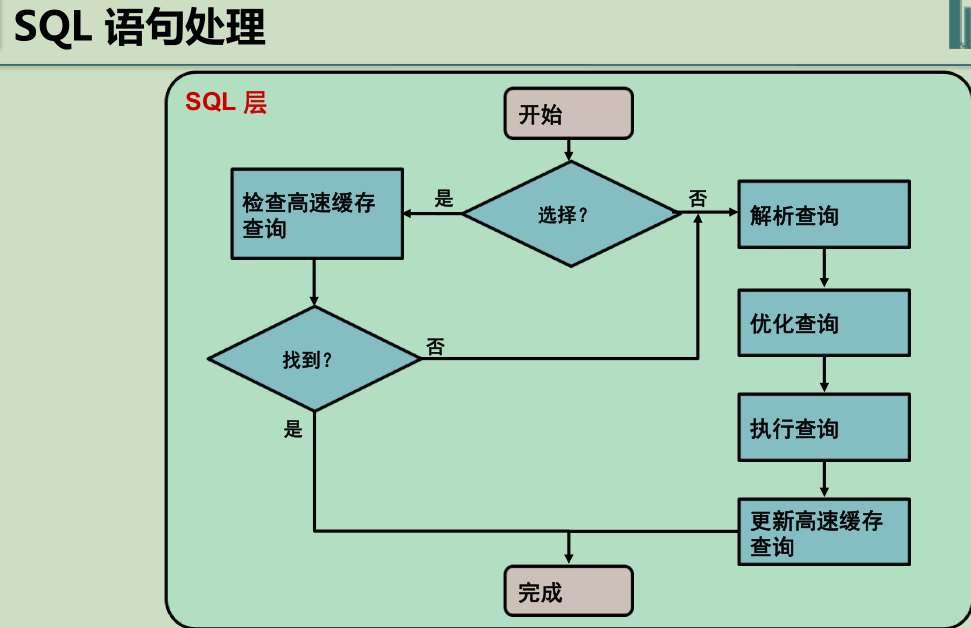 SQL 语句处理
SQL 层
开始
选择？
是
否
检查高速缓存
查询
解析查询
优化查询
找到？
否
是
执行查询
更新高速缓存
查询
完成